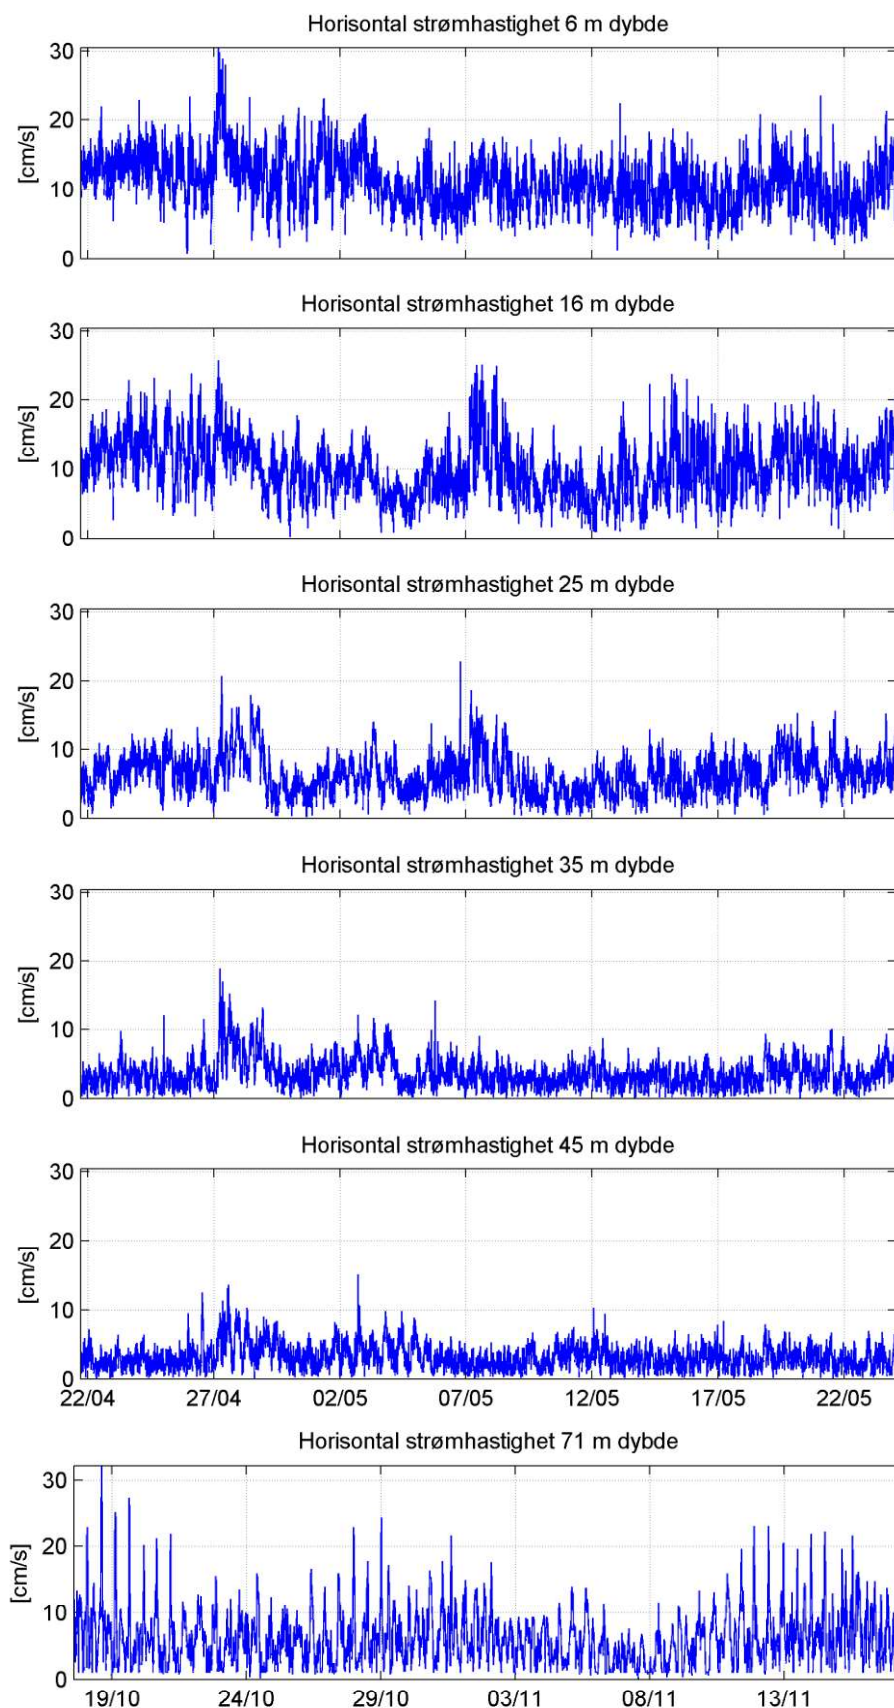 Horisontal strømhastighet 6 m dybde
30
20
10
0
[cm/s]
Horisontal strømhastighet 16 m dybde
30
20
10
0
[cm/s]
Horisontal strømhastighet 25 m dybde
30
20
10
0
[cm/s]
Horisontal strømhastighet 35 m dybde
30
20
10
0
[cm/s]
Horisontal strømhastighet 45 m dybde
30
20
10
0
[cm/s]
22/04 27/04 02/05 07/05 12/05 17/05 22/05
Horisontal strømhastighet 71 m dybde
30
20
10
0
[cm/s]
19/10 24/10 29/10 03/11 08/11 13/11